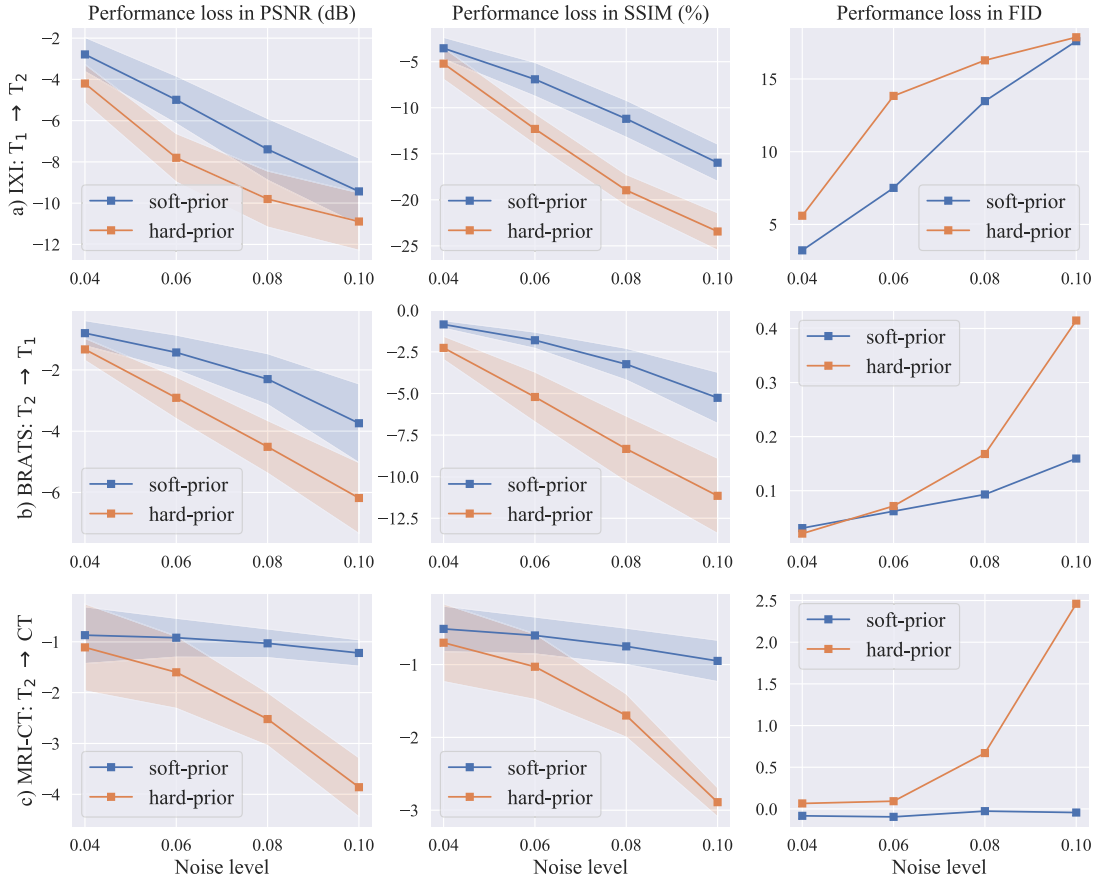 Performance loss in PSNR (dB)
Performance loss in SSIM (%)
Performance loss in FID
a) IXI: T₁ → T₂
−2
−4
−6
−8
−10
−12
soft-prior
hard-prior
0.04 0.06 0.08 0.10
−5
−10
−15
−20
−25
soft-prior
hard-prior
0.04 0.06 0.08 0.10
15
10
5
soft-prior
hard-prior
0.04 0.06 0.08 0.10
b) BRATS: T₂ → T₁
−2
−4
−6
soft-prior
hard-prior
0.04 0.06 0.08 0.10
0.0
−2.5
−5.0
−7.5
−10.0
−12.5
soft-prior
hard-prior
0.04 0.06 0.08 0.10
0.4
0.3
0.2
0.1
soft-prior
hard-prior
0.04 0.06 0.08 0.10
c) MRI-CT: T₂ → CT
−1
−2
−3
−4
soft-prior
hard-prior
0.04 0.06 0.08 0.10
Noise level
−1
−2
−3
soft-prior
hard-prior
0.04 0.06 0.08 0.10
Noise level
2.5
2.0
1.5
1.0
0.5
0.0
soft-prior
hard-prior
0.04 0.06 0.08 0.10
Noise level